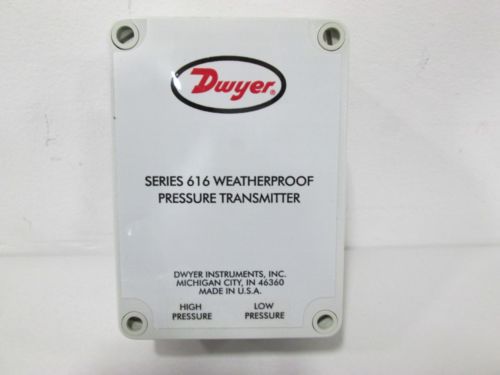 Dwyer®
SERIES 616 WEATHERPROOF
PRESSURE TRANSMITTER
DWYER INSTRUMENTS, INC.
MICHIGAN CITY, IN 46360
MADE IN U.S.A.
HIGH LOW
PRESSURE PRESSURE